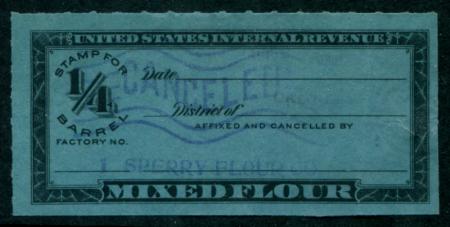 UNITED STATES INTERNAL REVENUE
STAMP FOR
1/4
BARREL
FACTORY NO.
Date
CANCELED
District of
AFFIXED AND CANCELLED BY
SPERRY FLOUR
MIXED FLOUR